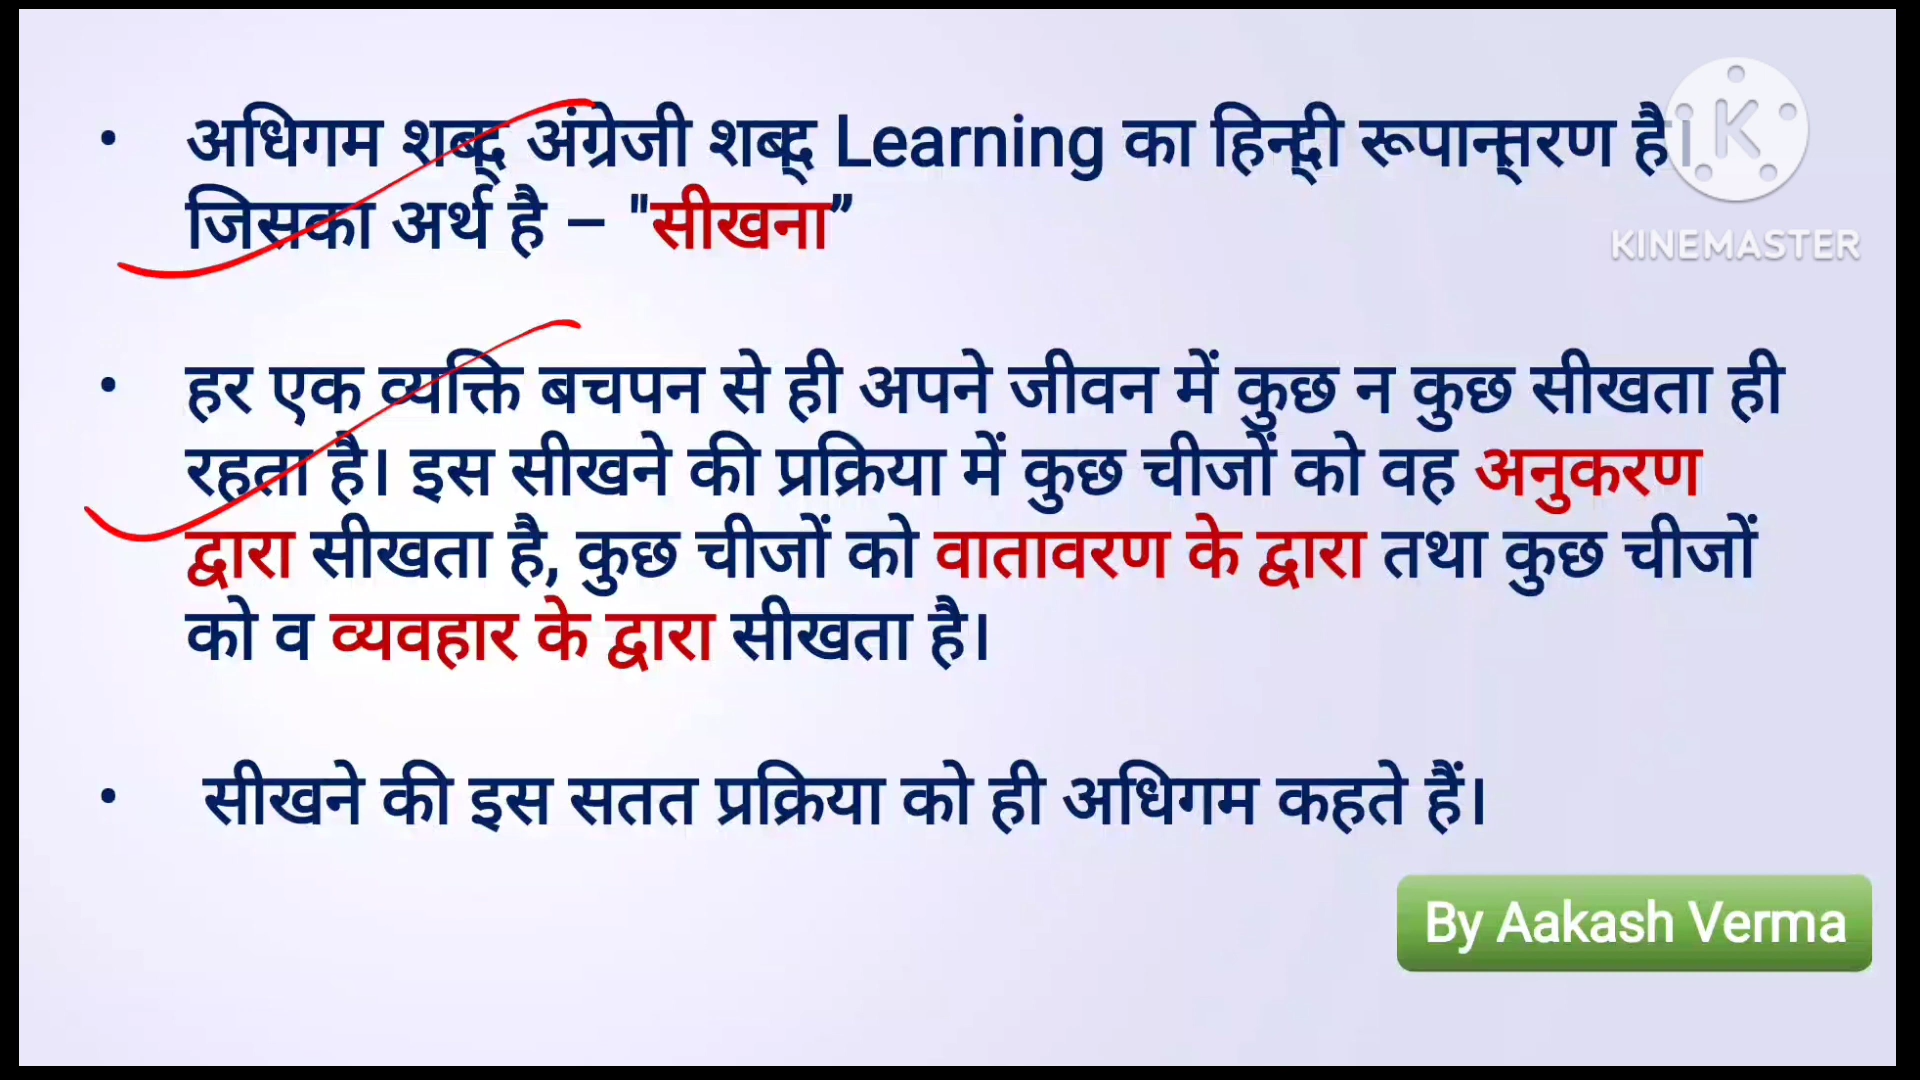 • अधिगम शब्द् अंग्रेजी शब्द् Learning का हिन्द्ी रूपान्त्रण है।
जिसका अर्थ है – "सीखना”
K
KINEMASTER
• हर एक व्यक्ति बचपन से ही अपने जीवन में कुछ न कुछ सीखता ही
रहता है। इस सीखने की प्रक्रिया में कुछ चीजों को वह अनुकरण
द्वारा सीखता है, कुछ चीजों को वातावरण के द्वारा तथा कुछ चीजों
को व व्यवहार के द्वारा सीखता है।
• सीखने की इस सतत प्रक्रिया को ही अधिगम कहते हैं।
By Aakash Verma